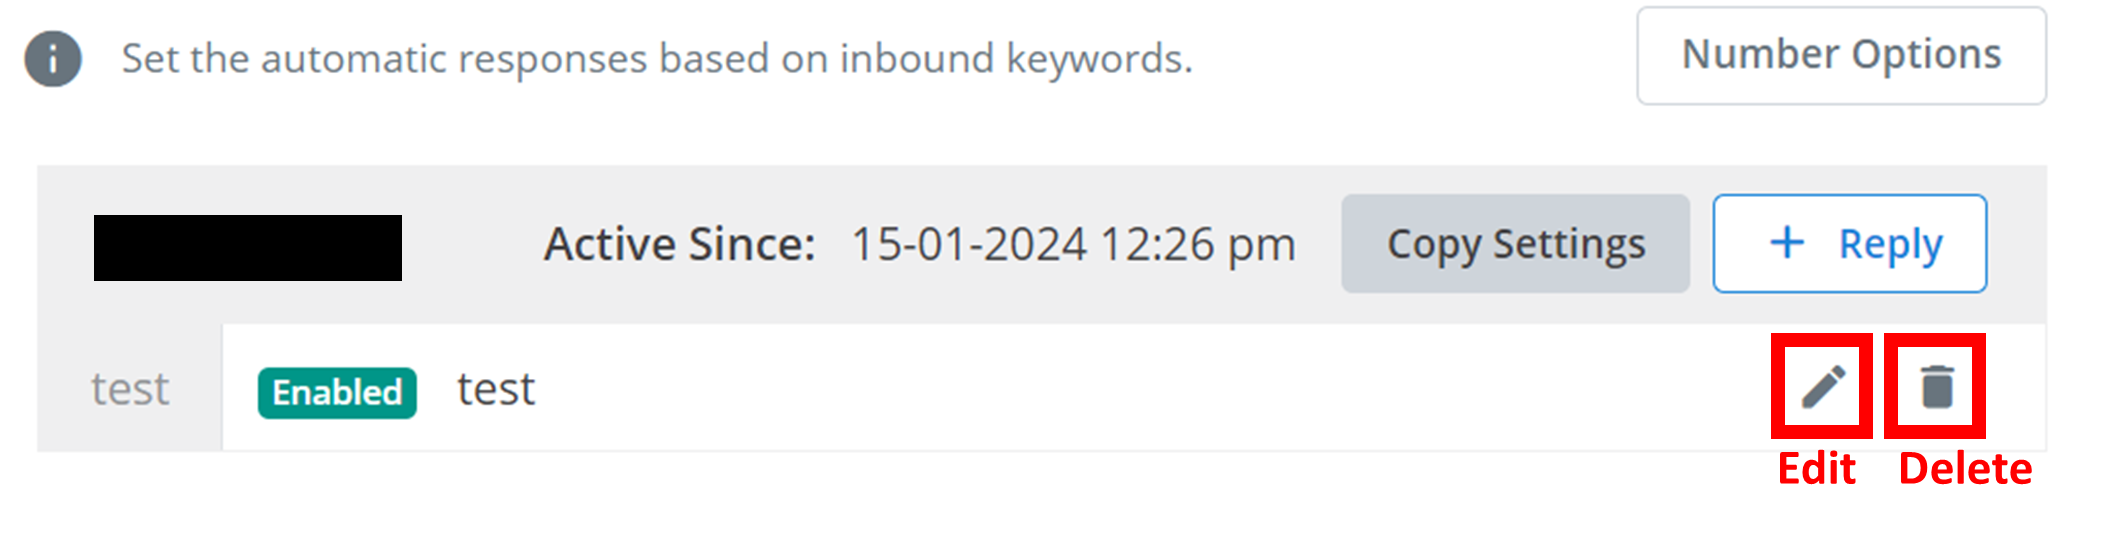 Set the automatic responses based on inbound keywords.
Number Options
Active Since: 15-01-2024 12:26 pm
Copy Settings
+ Reply
test
Enabled
test
Edit
Delete